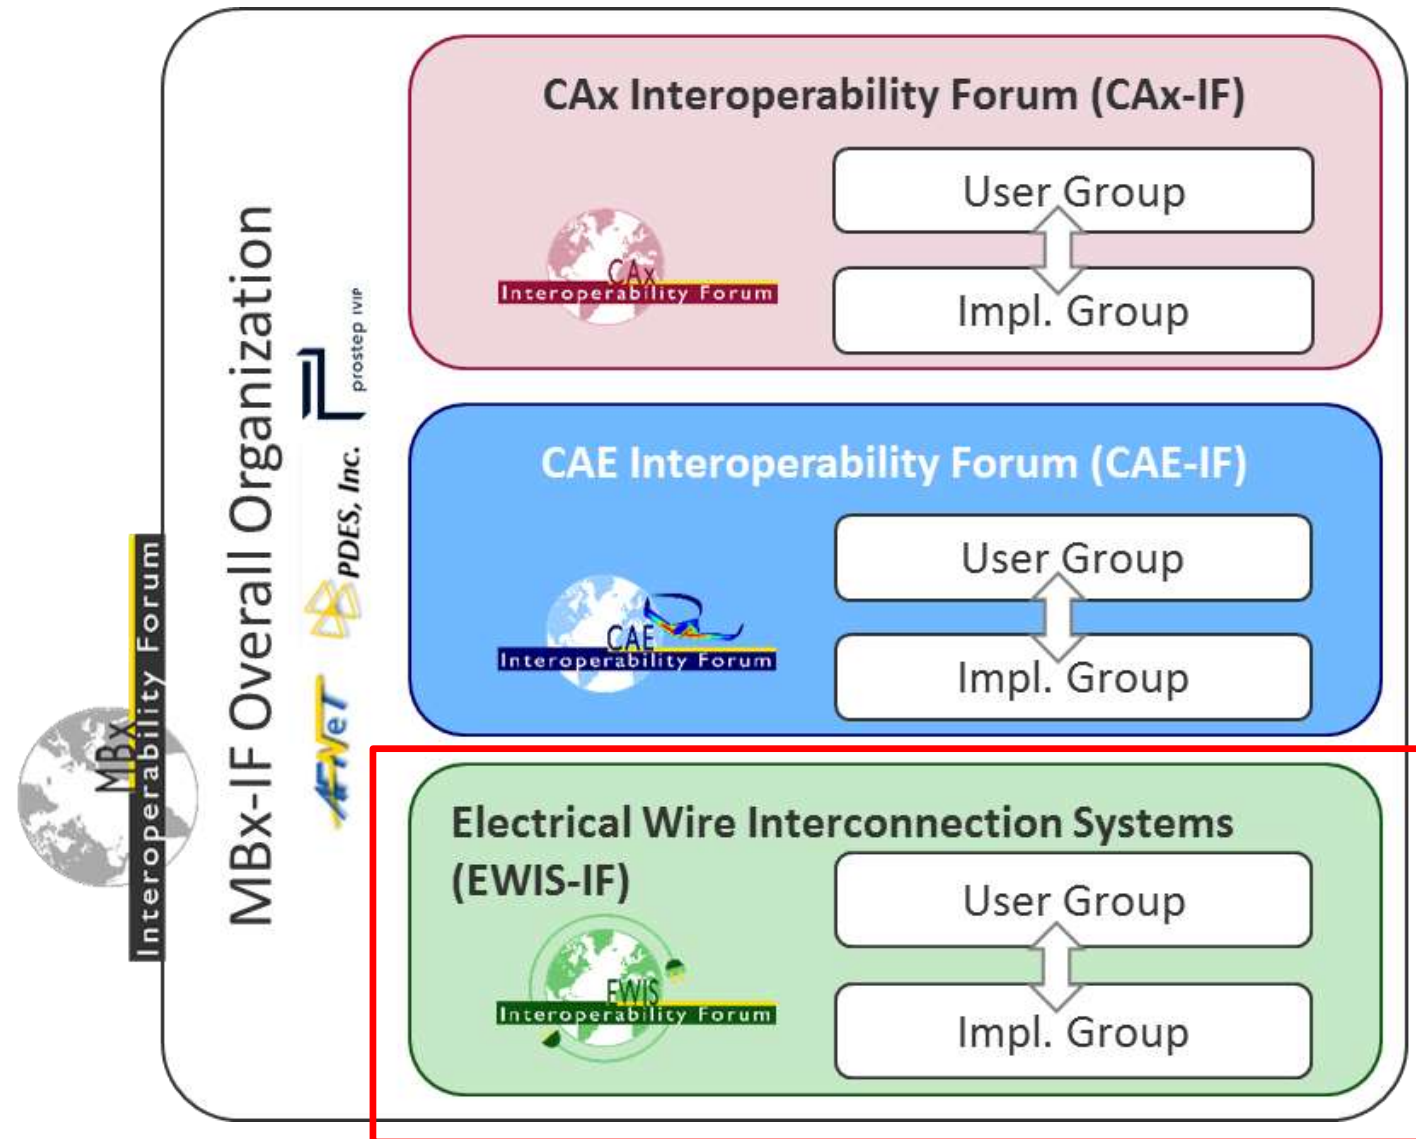 MBx
Interoperability Forum
MBx-IF Overall Organization
AFNeT
PDES, Inc.
prostep IVIP
CAx Interoperability Forum (CAx-IF)
CAx
Interoperability Forum
User Group
Impl. Group
CAE Interoperability Forum (CAE-IF)
CAE
Interoperability Forum
User Group
Impl. Group
Electrical Wire Interconnection Systems
(EWIS-IF)
EWIS
Interoperability Forum
User Group
Impl. Group